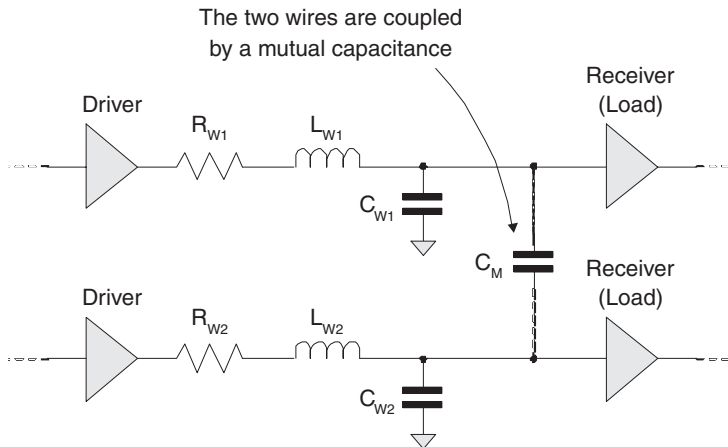 The two wires are coupled
by a mutual capacitance
Driver
R_W1
L_W1
Receiver
(Load)
C_W1
C_M
Driver
R_W2
L_W2
Receiver
(Load)
C_W2